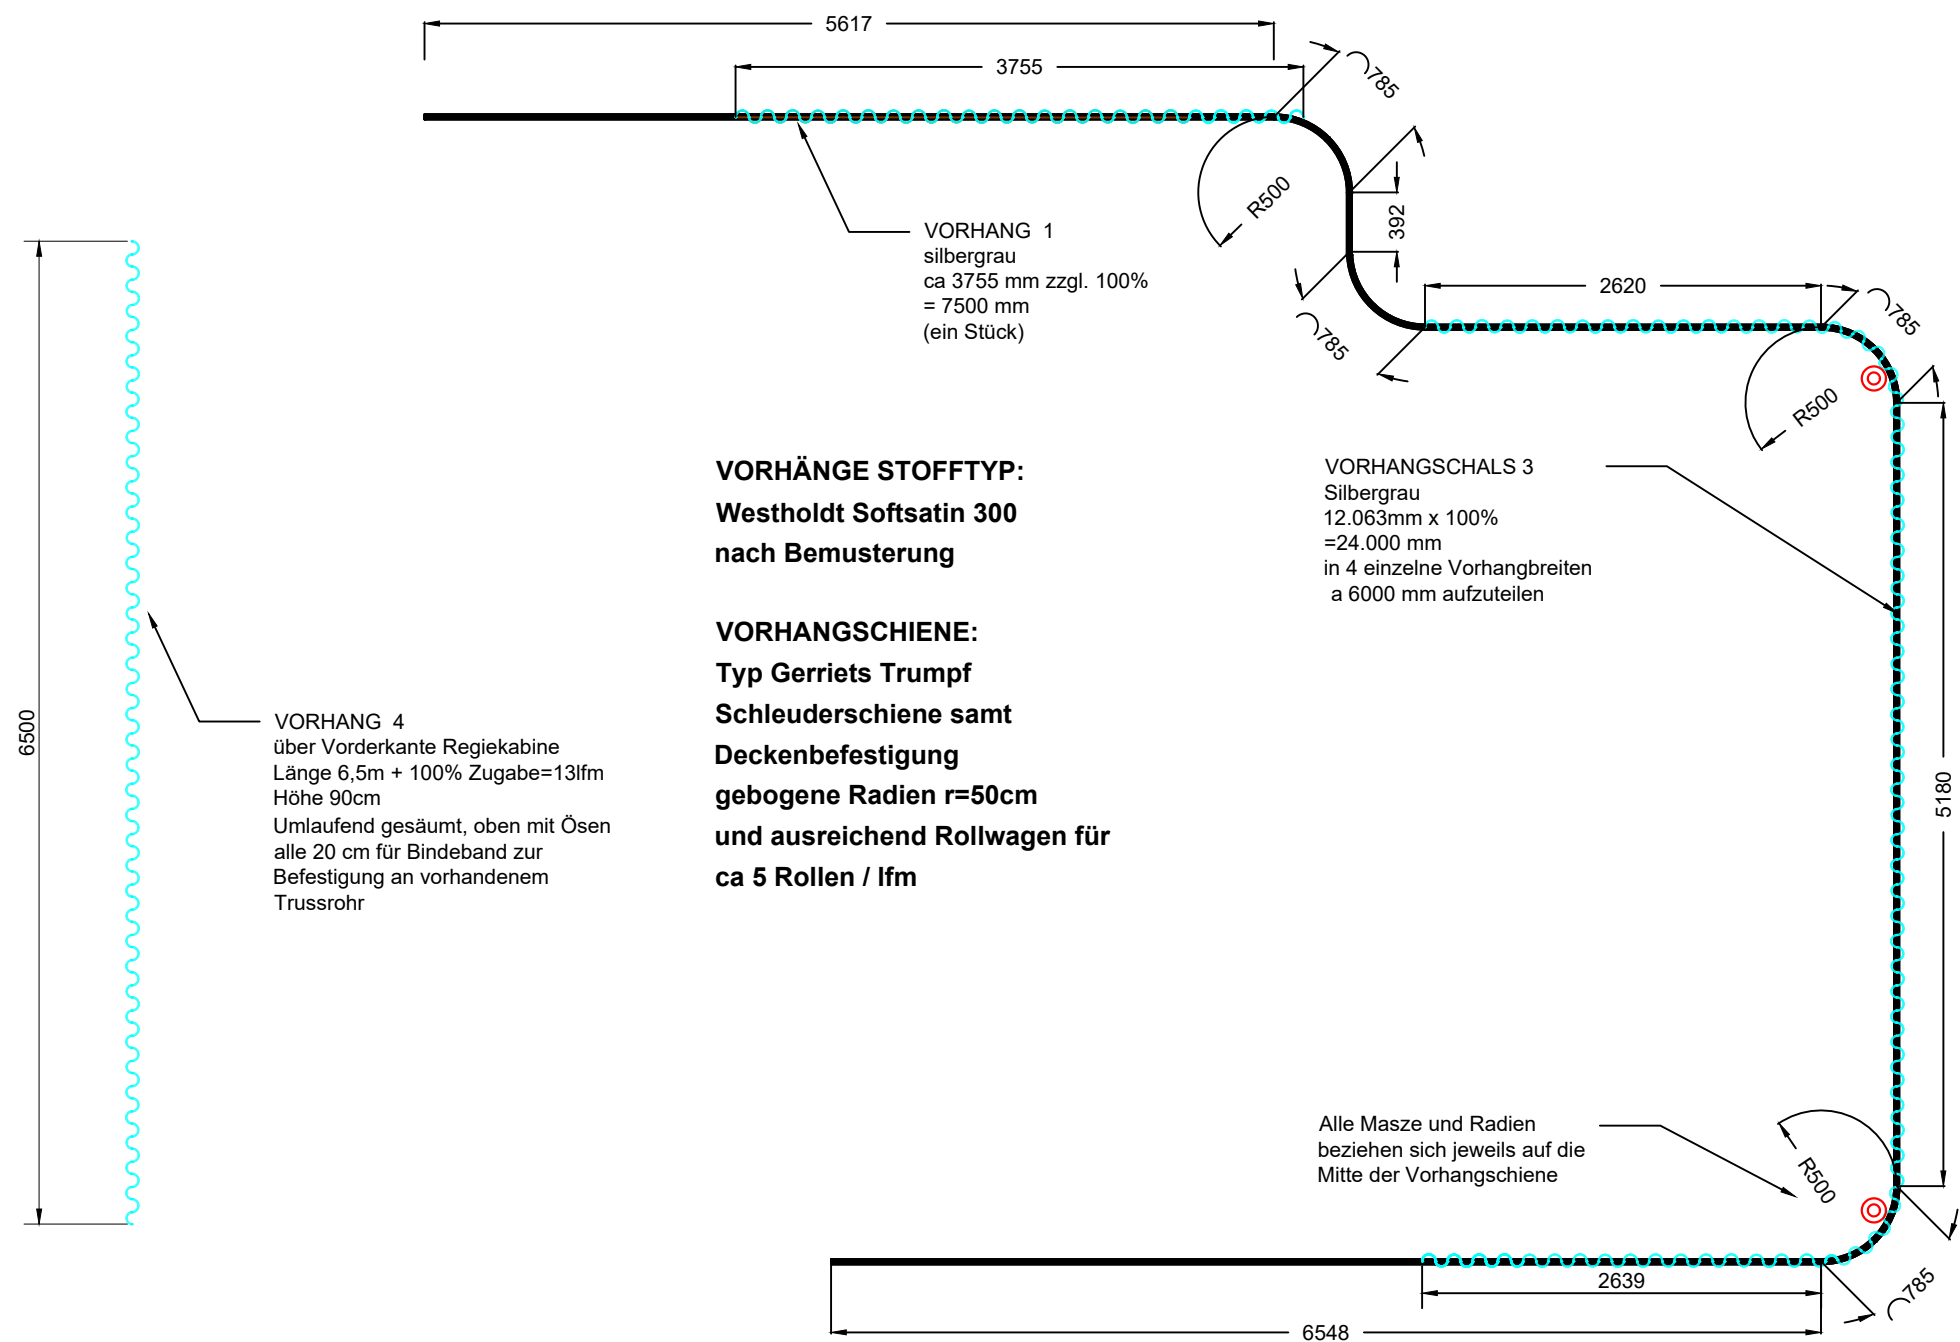 5617
3755
785
R500
392
VORHANG 1
silbergrau
ca 3755 mm zzgl. 100%
= 7500 mm
(ein Stück)
785
2620
785
R500
6500
VORHÄNGE STOFFTYP:
Westholdt Softsatin 300
nach Bemusterung
VORHANGSCHALS 3
Silbergrau
12.063mm x 100%
=24.000 mm
in 4 einzelne Vorhangbreiten
a 6000 mm aufzuteilen
VORHANGSCHIENE:
Typ Gerriets Trumpf
Schleuderschiene samt
Deckenbefestigung
gebogene Radien r=50cm
und ausreichend Rollwagen für
ca 5 Rollen / lfm
VORHANG 4
über Vorderkante Regiekabine
Länge 6,5m + 100% Zugabe=13lfm
Höhe 90cm
Umlaufend gesäumt, oben mit Ösen
alle 20 cm für Bindeband zur
Befestigung an vorhandenem
Trussrohr
5180
Alle Masze und Radien
beziehen sich jeweils auf die
Mitte der Vorhangschiene
R500
2639
785
6548